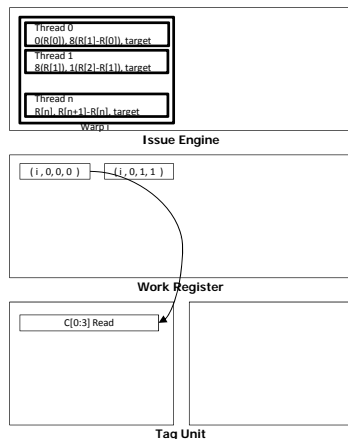 Thread 0
0(R[0]), 8(R[1]-R[0]), target
Thread 1
8(R[1]), 1(R[2]-R[1]), target
Thread n
R[n], R[n+1]-R[n], target
Warp i
Issue Engine
( i , 0, 0, 0 ) ( i , 0, 1, 1 )
Work Register
C[0:3] Read
Tag Unit